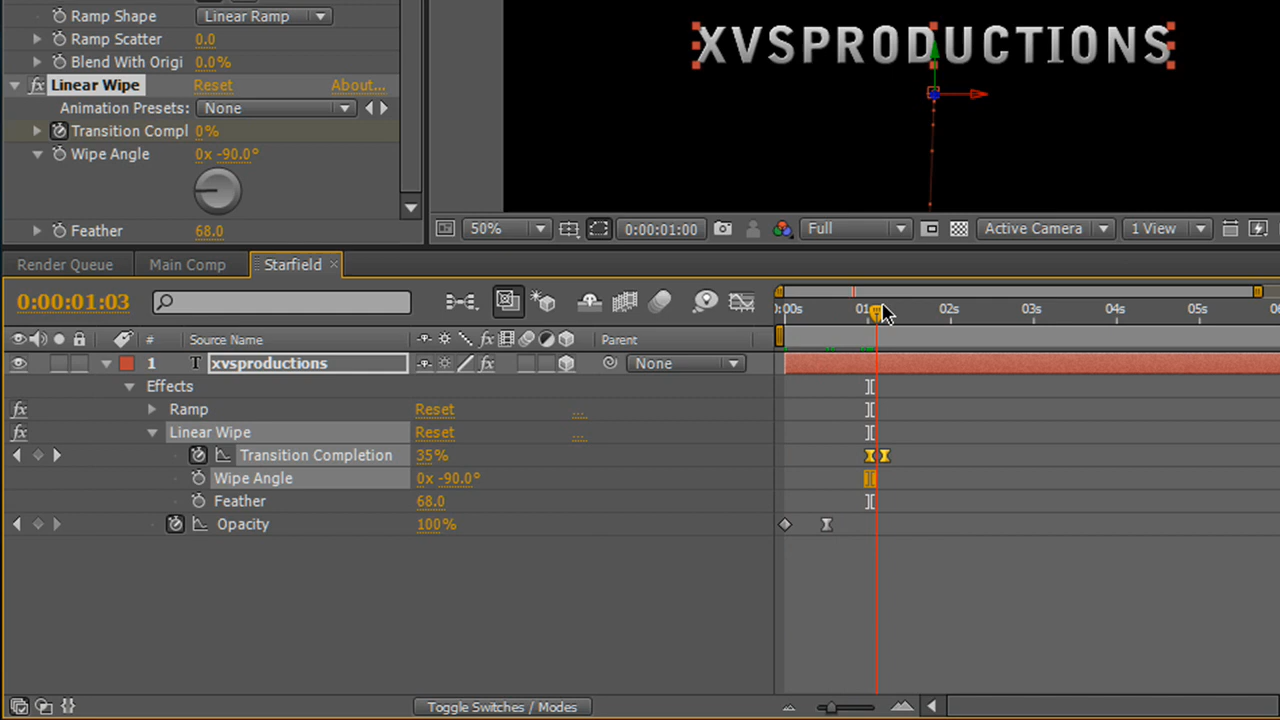 Ramp Shape Linear Ramp
Ramp Scatter 0.0
Blend With Origi 0.0%
fx Linear Wipe Reset About...
Animation Presets: None
Transition Compl 0%
Wipe Angle 0x -90.0°
Feather 68.0
XVSPRODUCTIONS
50% 0:00:01:00 Full Active Camera 1 View
Render Queue Main Comp Starfield ×
0:00:01:03
0:00s 01 02s 03s 04s 05s
# Source Name Parent
1 T xvsproductions fx None
Effects
fx Ramp Reset ...
fx Linear Wipe Reset ...
Transition Completion 35%
Wipe Angle 0x -90.0°
Feather 68.0
Opacity 100%
Toggle Switches / Modes